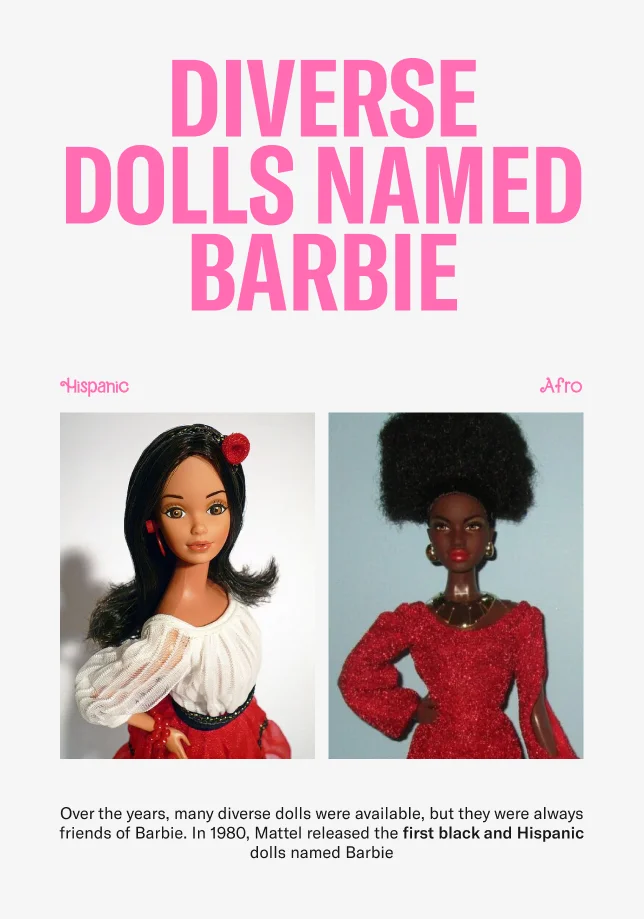 DIVERSE
DOLLS NAMED
BARBIE
Hispanic
Afro
Over the years, many diverse dolls were available, but they were always
friends of Barbie. In 1980, Mattel released the first black and Hispanic
dolls named Barbie